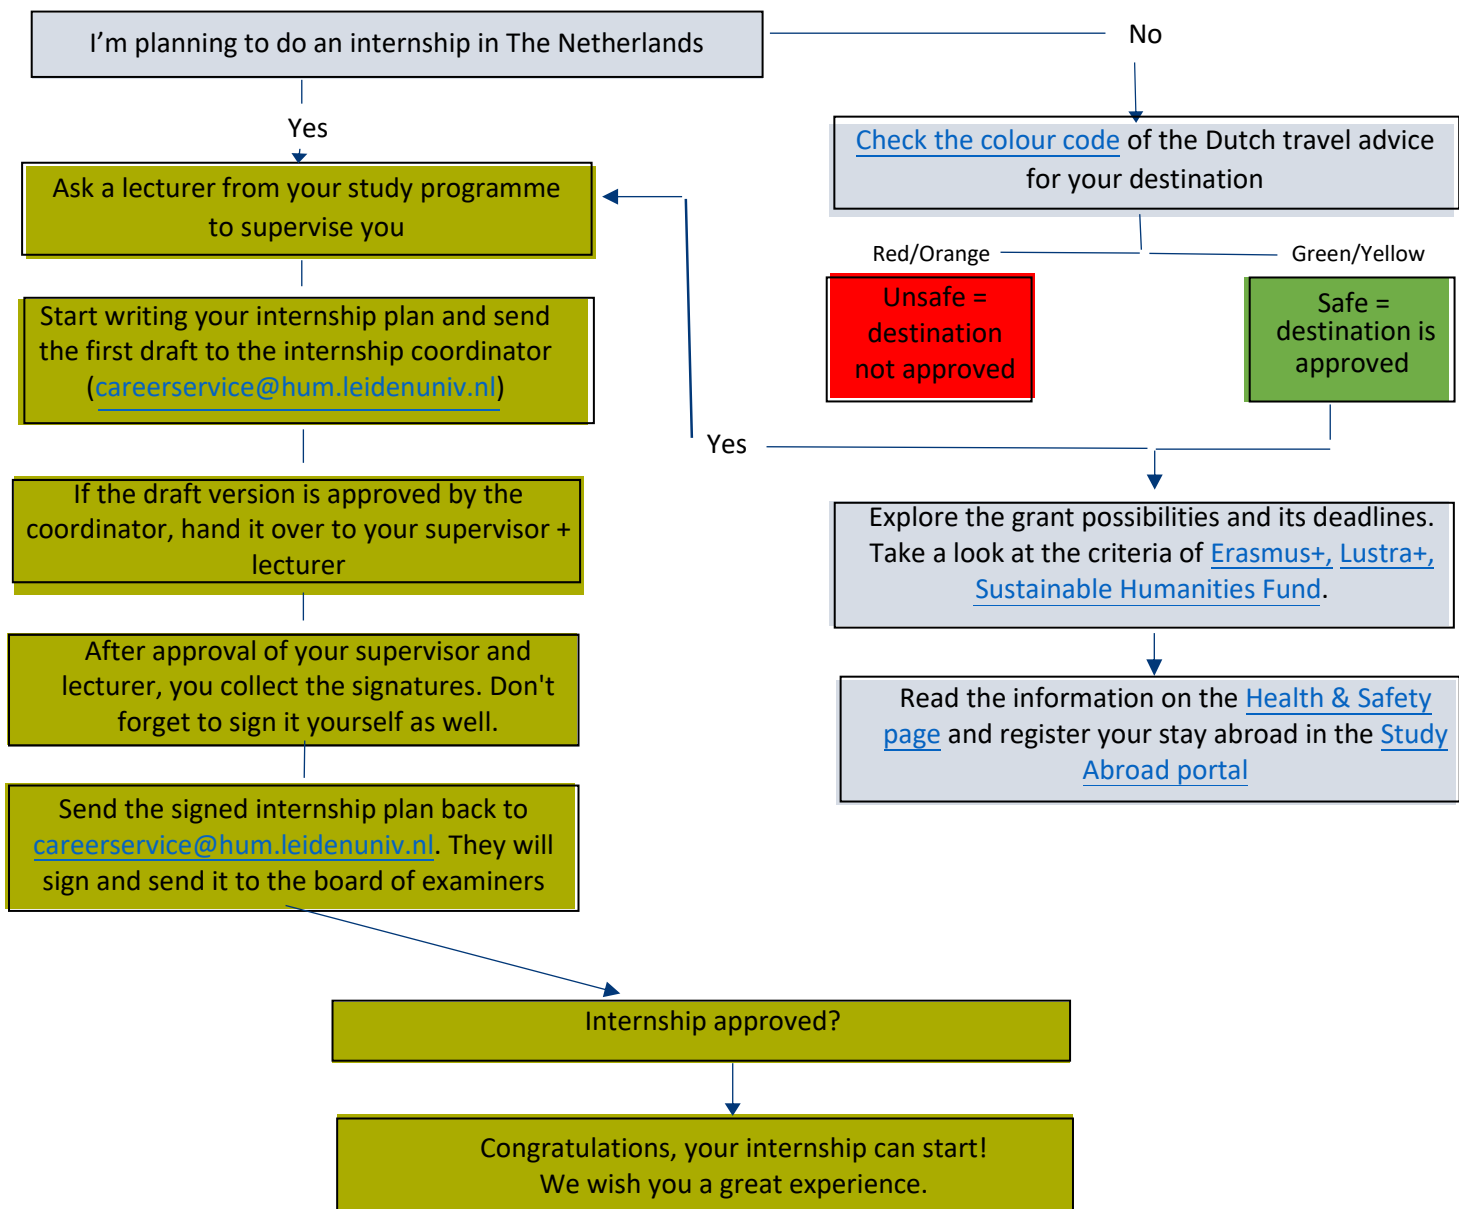 I’m planning to do an internship in The Netherlands
No
Yes
Check the colour code of the Dutch travel advice
for your destination
Ask a lecturer from your study programme
to supervise you
Red/Orange
Green/Yellow
Unsafe =
destination
not approved
Safe =
destination is
approved
Start writing your internship plan and send
the first draft to the internship coordinator
(careerservice@hum.leidenuniv.nl)
Yes
If the draft version is approved by the
coordinator, hand it over to your supervisor +
lecturer
Explore the grant possibilities and its deadlines.
Take a look at the criteria of Erasmus+, Lustra+,
Sustainable Humanities Fund.
After approval of your supervisor and
lecturer, you collect the signatures. Don't
forget to sign it yourself as well.
Read the information on the Health & Safety
page and register your stay abroad in the Study
Abroad portal
Send the signed internship plan back to
careerservice@hum.leidenuniv.nl. They will
sign and send it to the board of examiners
Internship approved?
Congratulations, your internship can start!
We wish you a great experience.